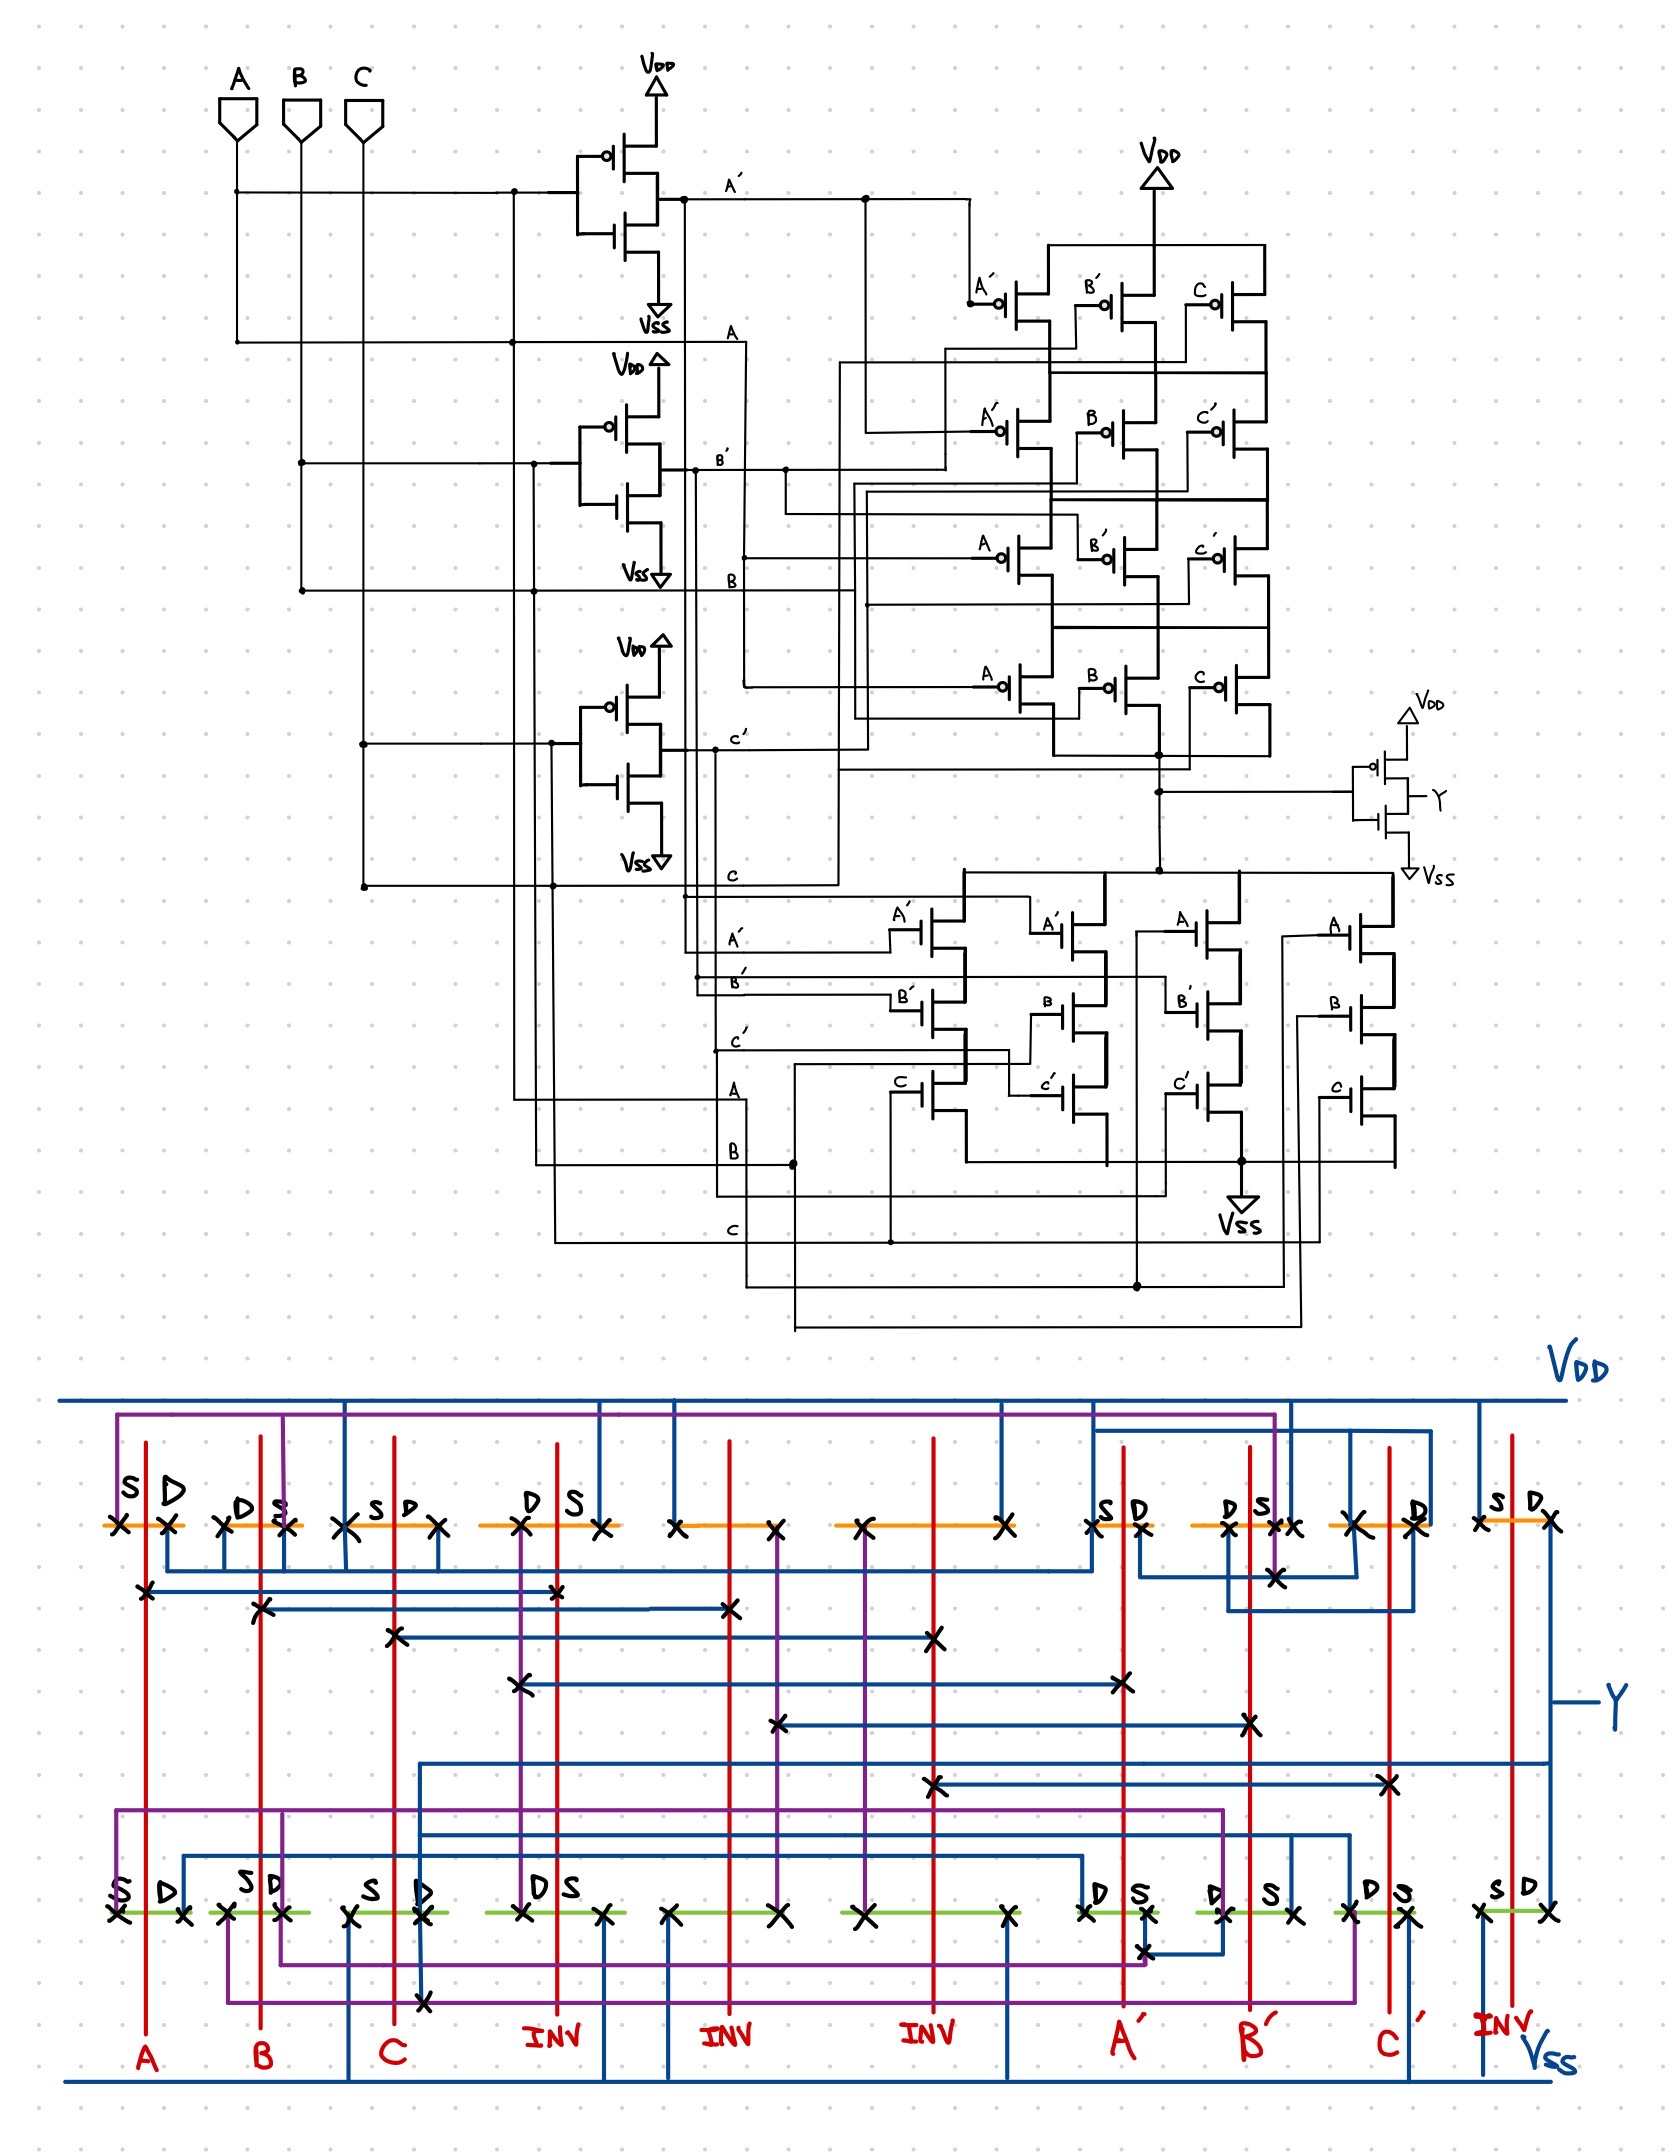 A B C
VDD
A'
VDD
A' B' C
VSS
A
VDD
A' B C'
B'
A B' C'
VSS
B
VDD
A B C
VDD
C'
Y
VSS
C
VSS
A' A' A A
A'
B'
B' B B' B
C'
C C' C' C
A
B
VSS
C
VDD
S D D S S D D S S D D S D S D
Y
S D S D S D D S D S D S D S S D
A B C INV INV INV A' B' C' INV
VSS